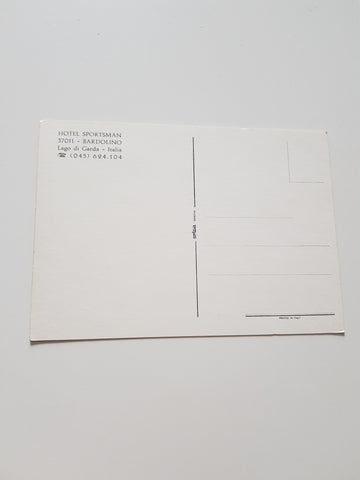 HOTEL SPORTSMAN
37011 - BARDOLINO
Lago di Garda - Italia
☎ (045) 624.104